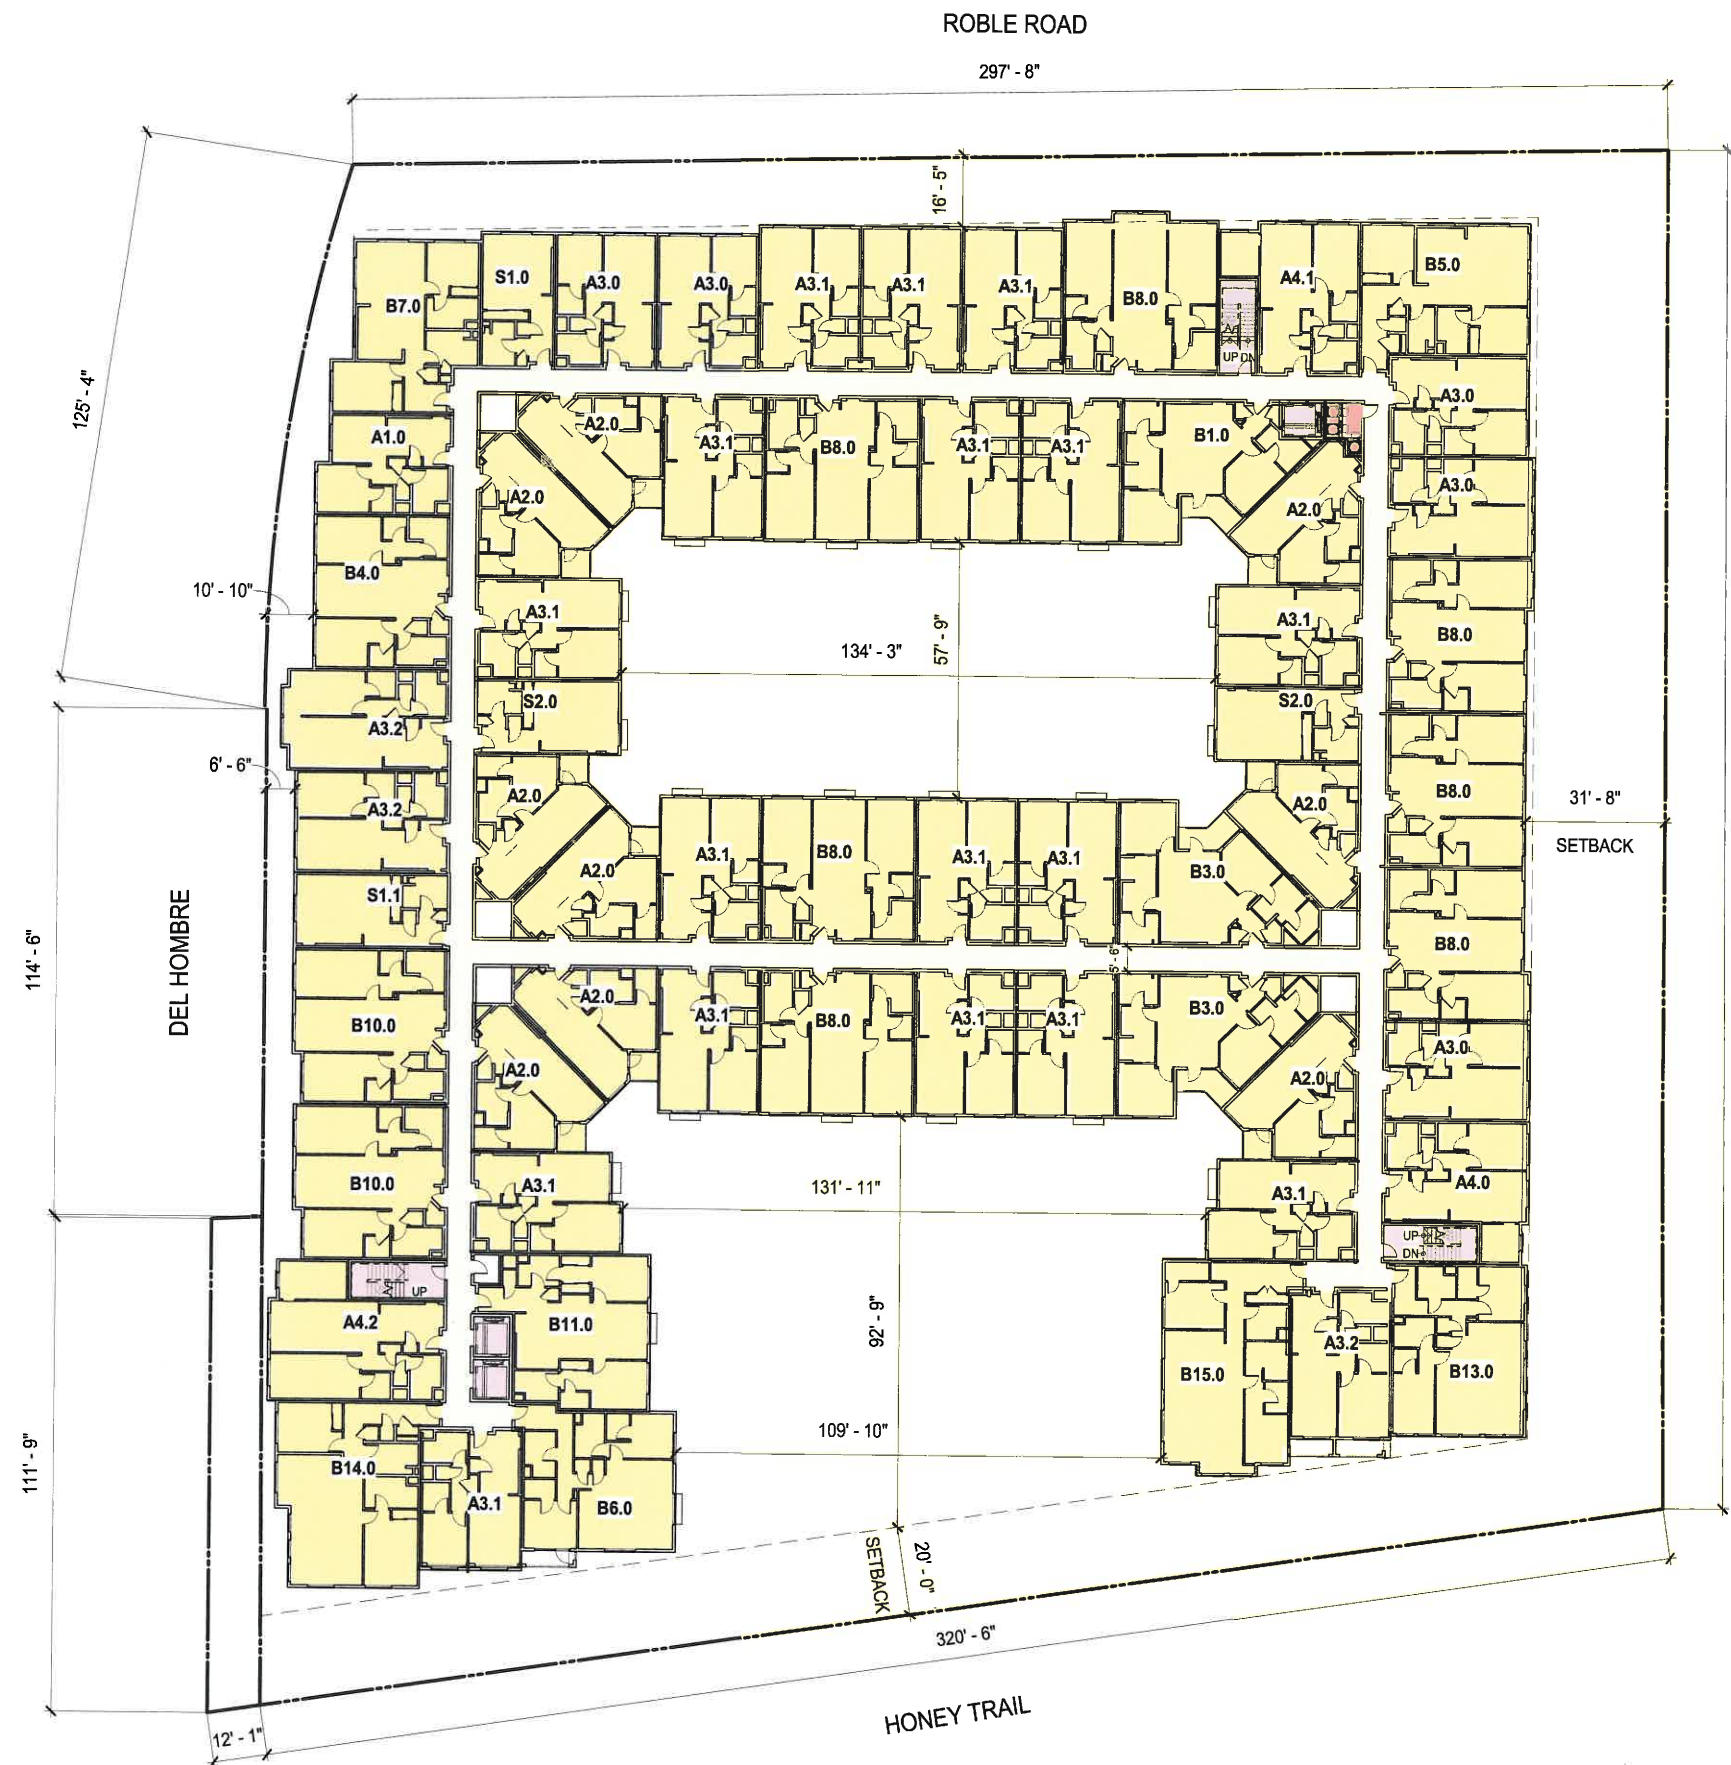 ROBLE ROAD
297' - 8"
16' - 5"
125' - 4"
B7.0
S1.0
A3.0
A3.0
A3.1
A3.1
A3.1
B8.0
UP DN
A4.1
B5.0
A1.0
A2.0
A3.1
B8.0
A3.1
A3.1
B1.0
A3.0
A2.0
A2.0
A3.0
B4.0
10' - 10"
A3.1
A3.1
B8.0
134' - 3"
57' - 9"
S2.0
S2.0
A3.2
6' - 6"
A3.2
A2.0
A2.0
B8.0
31' - 8"
SETBACK
A2.0
A3.1
B8.0
A3.1
A3.1
B3.0
S1.1
DEL HOMBRE
114' - 6"
B8.0
5' - 6"
B10.0
A2.0
A3.1
B8.0
A3.1
A3.1
B3.0
A2.0
A2.0
A3.0
B10.0
A3.1
131' - 11"
A3.1
A4.0
UP
DN
UP
A4.2
B11.0
92' - 9"
A3.2
B15.0
B13.0
109' - 10"
111' - 9"
B14.0
A3.1
B6.0
SETBACK
20' - 0"
320' - 6"
HONEY TRAIL
12' - 1"